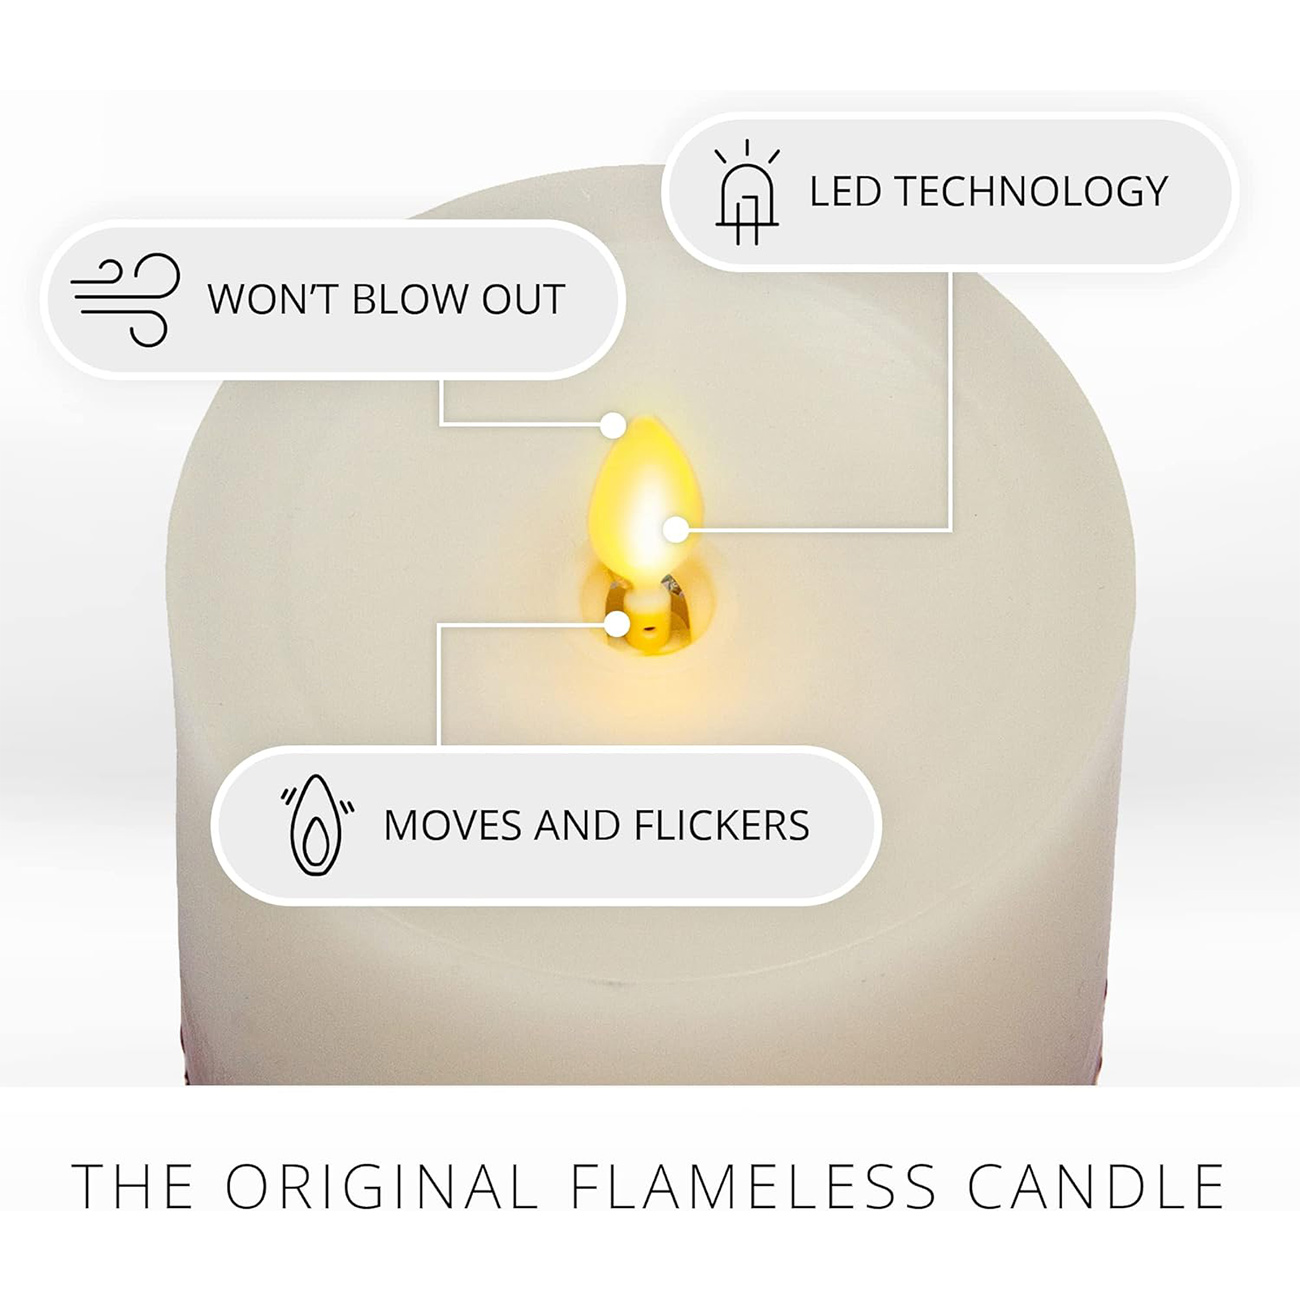 LED TECHNOLOGY
WON'T BLOW OUT
MOVES AND FLICKERS
THE ORIGINAL FLAMELESS CANDLE